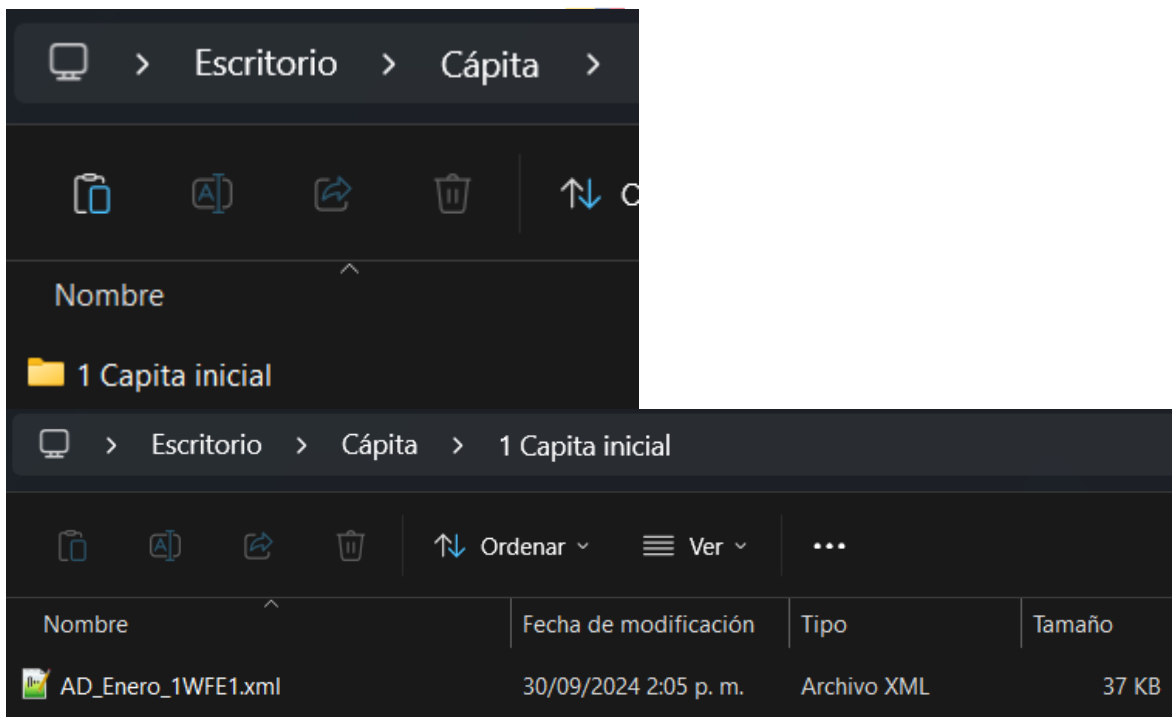 Escritorio > Cápita >
Nombre
1 Capita inicial
Escritorio > Cápita > 1 Capita inicial
Ordenar Ver ...
Nombre Fecha de modificación Tipo Tamaño
AD_Enero_1WFE1.xml 30/09/2024 2:05 p. m. Archivo XML 37 KB